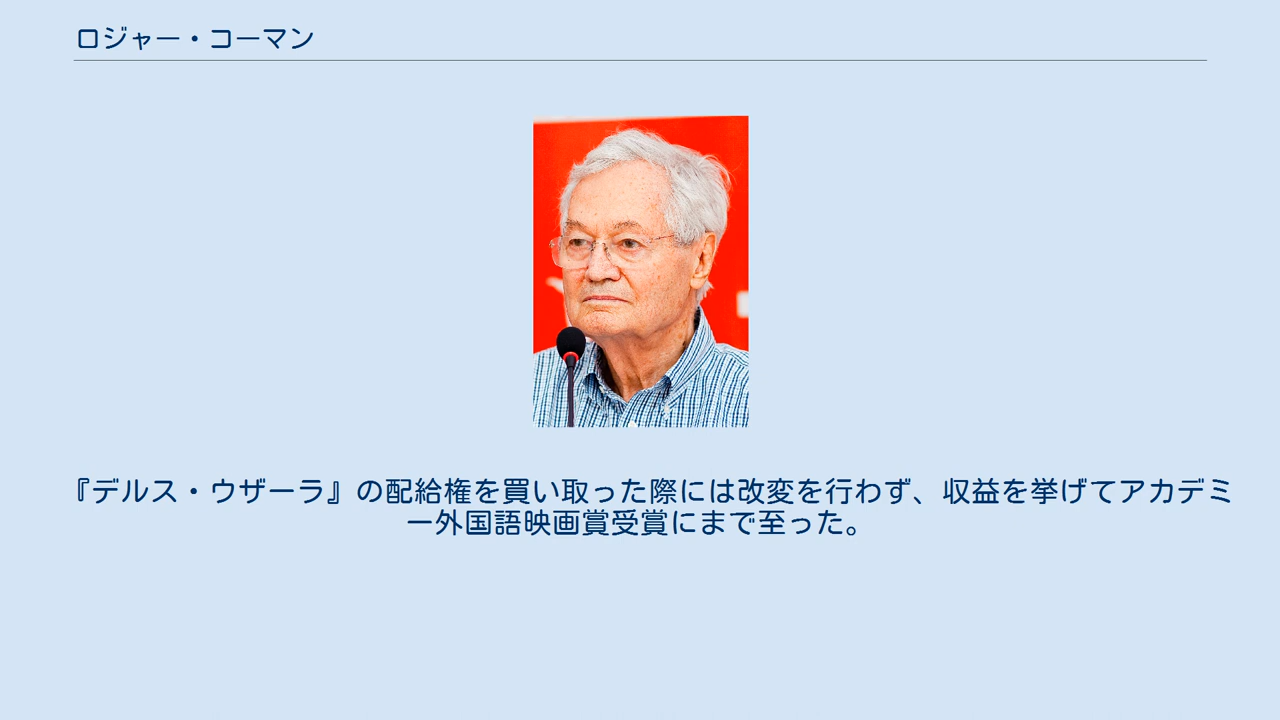 ロジャー・コーマン
『デルス・ウザーラ』の配給権を買い取った際には改変を行わず、収益を挙げてアカデミ
ー外国語映画賞受賞にまで至った。